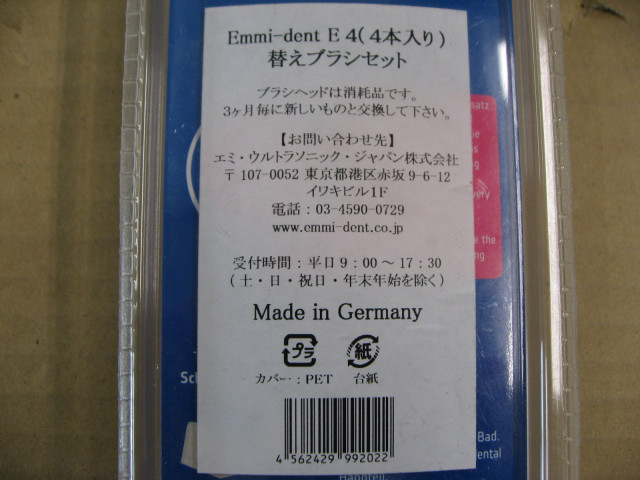 Emmi-dent E 4(4本入り)
替えブラシセット
ブラシヘッドは消耗品です。
3ヶ月毎に新しいものと交換して下さい。
【お問い合わせ先】
エミ・ウルトラソニック・ジャパン株式会社
〒 107-0052 東京都港区赤坂 9-6-12
イワキビル1F
電話：03-4590-0729
www.emmi-dent.co.jp
受付時間：平日 9：00 ～ 17：30
(土・日・祝日・年末年始を除く)
Made in Germany
プラ
紙
カバー：PET 台紙
4 562429 992022
Bad.